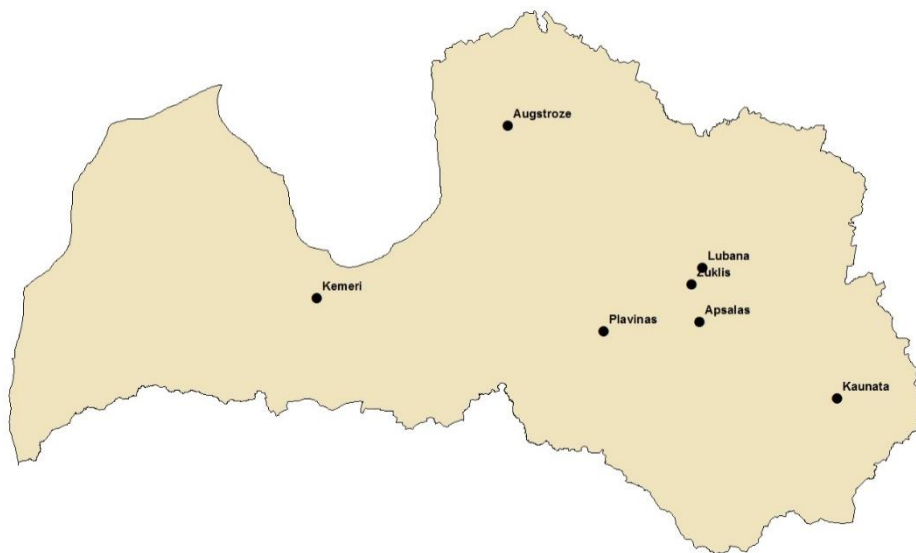 Augstroze
Lubana
Zuklis
Kemeri
Apsalas
Plavinas
Kaunata